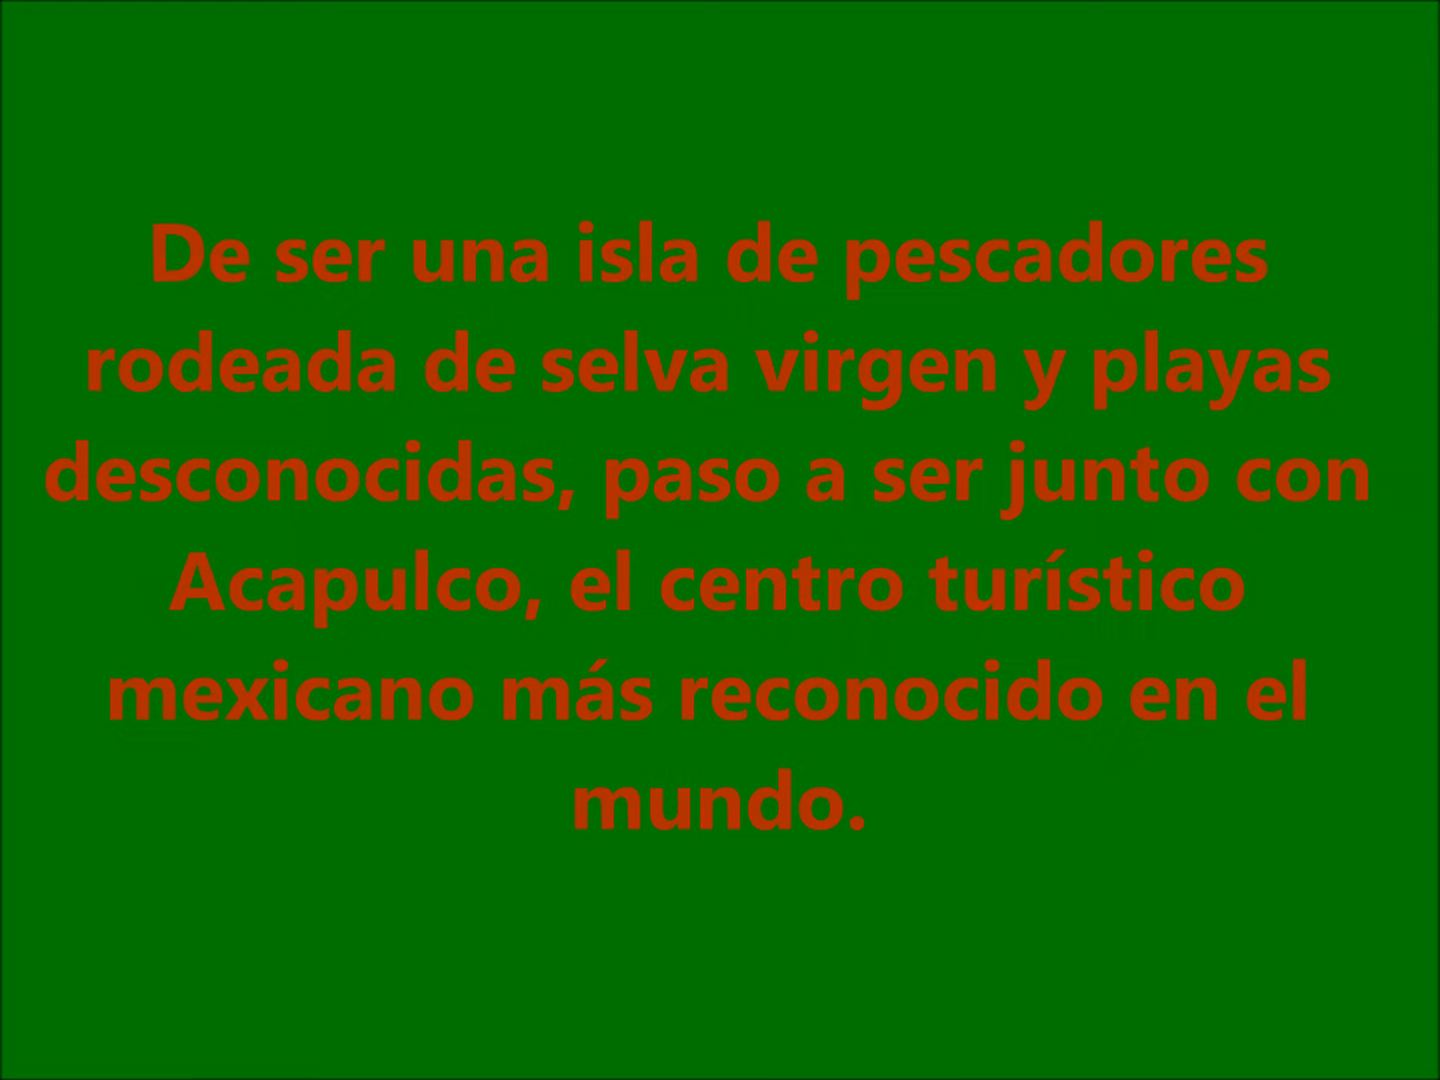 De ser una isla de pescadores
rodeada de selva virgen y playas
desconocidas, paso a ser junto con
Acapulco, el centro turístico
mexicano más reconocido en el
mundo.